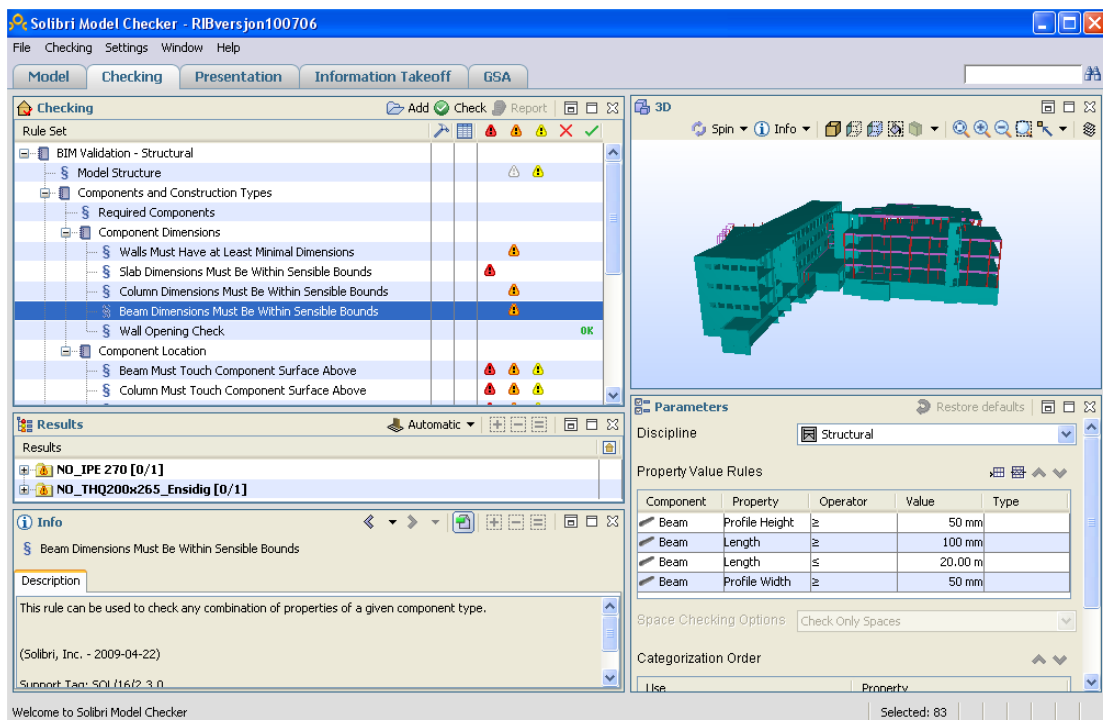 Solibri Model Checker - RIBversjon100706
File Checking Settings Window Help
Model Checking Presentation Information Takeoff GSA
Checking Add Check Report
Rule Set
BIM Validation - Structural
§ Model Structure
Components and Construction Types
§ Required Components
Component Dimensions
§ Walls Must Have at Least Minimal Dimensions
§ Slab Dimensions Must Be Within Sensible Bounds
§ Column Dimensions Must Be Within Sensible Bounds
§ Beam Dimensions Must Be Within Sensible Bounds
§ Wall Opening Check OK
Component Location
§ Beam Must Touch Component Surface Above
§ Column Must Touch Component Surface Above
Results Automatic
Results
NO_IPE 270 [0/1]
NO_THQ200x265_Ensidig [0/1]
Info
§ Beam Dimensions Must Be Within Sensible Bounds
Description
This rule can be used to check any combination of properties of a given component type.
(Solibri, Inc. - 2009-04-22)
Support Tag: SOL/16/2.3.0
3D
Spin Info
Parameters Restore defaults
Discipline Structural
Property Value Rules
Component Property Operator Value Type
Beam Profile Height ≥ 50 mm
Beam Length ≥ 100 mm
Beam Length ≤ 20.00 m
Beam Profile Width ≥ 50 mm
Space Checking Options Check Only Spaces
Categorization Order
Use Property
Welcome to Solibri Model Checker Selected: 83